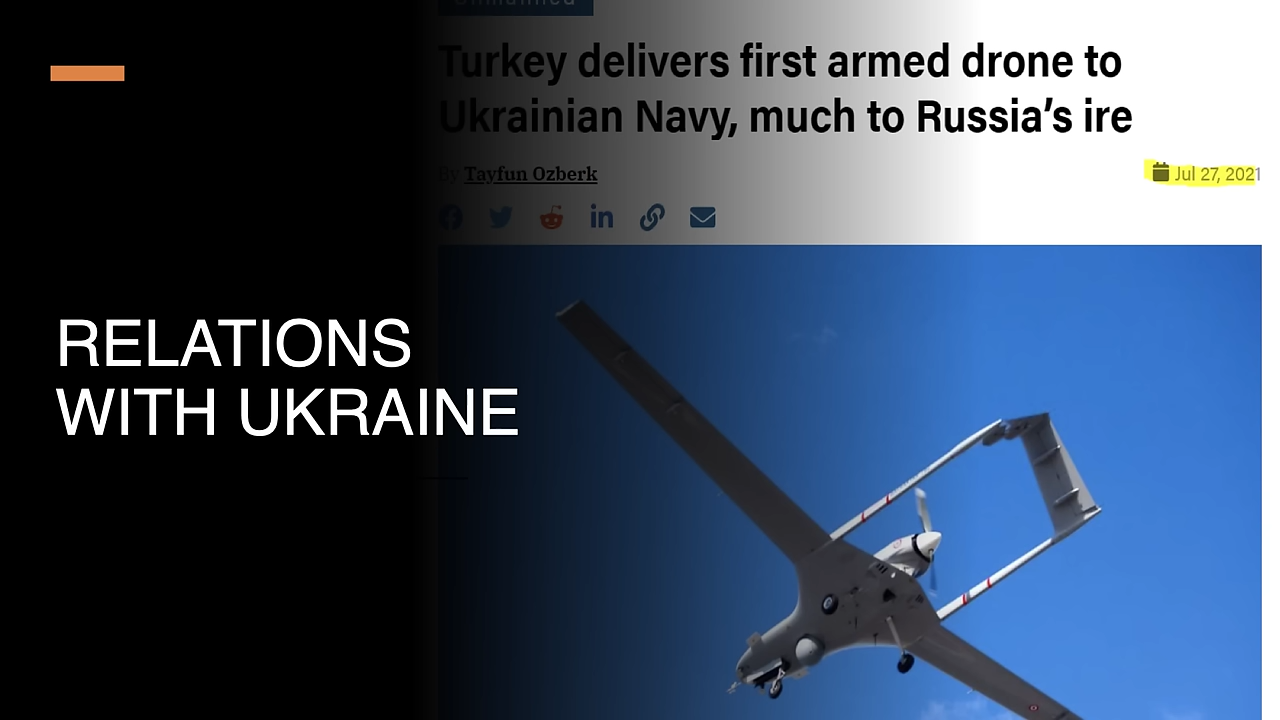 Unmanned
Turkey delivers first armed drone to
Ukrainian Navy, much to Russia’s ire
By Tayfun Ozberk
Jul 27, 2021
RELATIONS
WITH UKRAINE